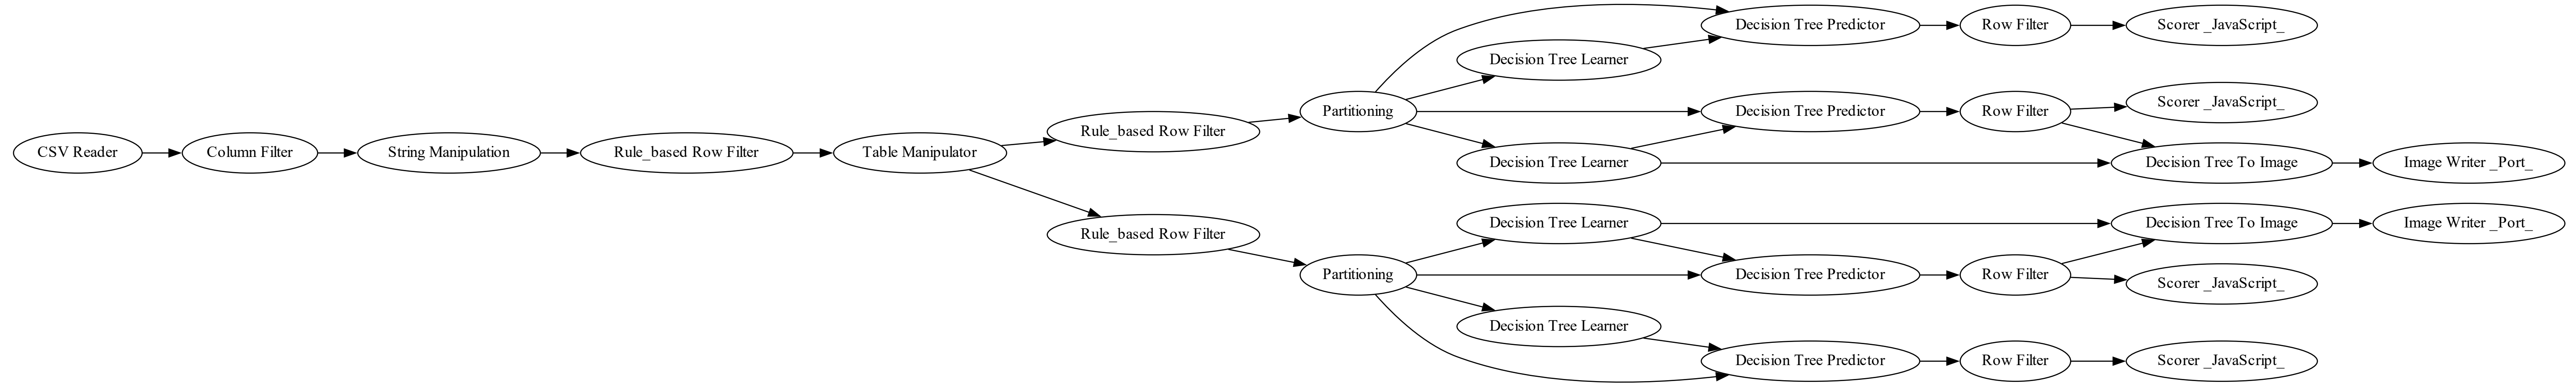 CSV Reader
Column Filter
String Manipulation
Rule_based Row Filter
Table Manipulator
Rule_based Row Filter
Rule_based Row Filter
Partitioning
Partitioning
Decision Tree Learner
Decision Tree Learner
Decision Tree Learner
Decision Tree Learner
Decision Tree Predictor
Decision Tree Predictor
Decision Tree Predictor
Decision Tree Predictor
Row Filter
Row Filter
Row Filter
Row Filter
Scorer _JavaScript_
Scorer _JavaScript_
Decision Tree To Image
Decision Tree To Image
Scorer _JavaScript_
Scorer _JavaScript_
Image Writer _Port_
Image Writer _Port_